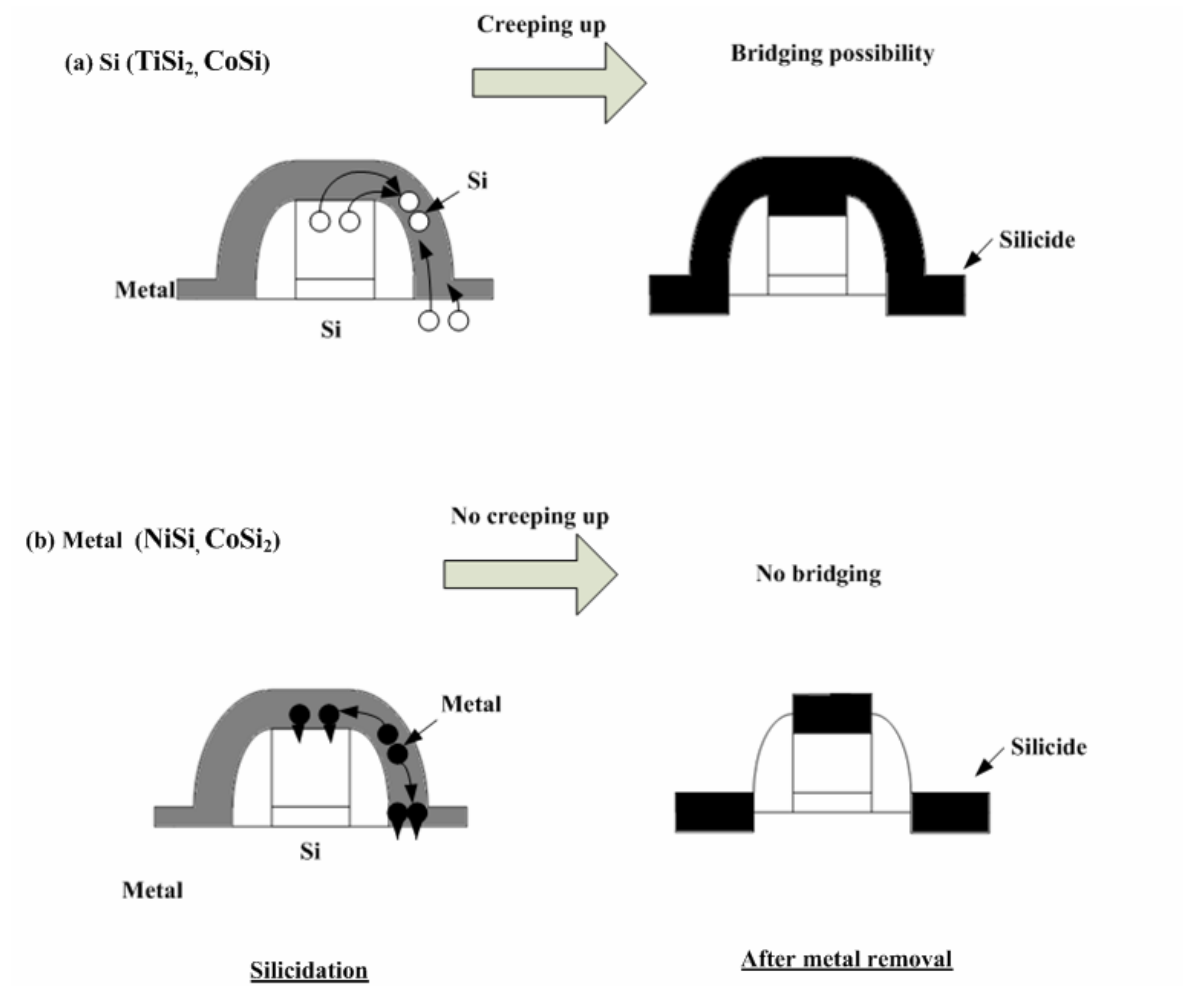 Creeping up
(a) Si (TiSi2, CoSi)
Bridging possibility
Si
Silicide
Metal
Si
No creeping up
(b) Metal (NiSi, CoSi2)
No bridging
Metal
Silicide
Si
Metal
Silicidation
After metal removal